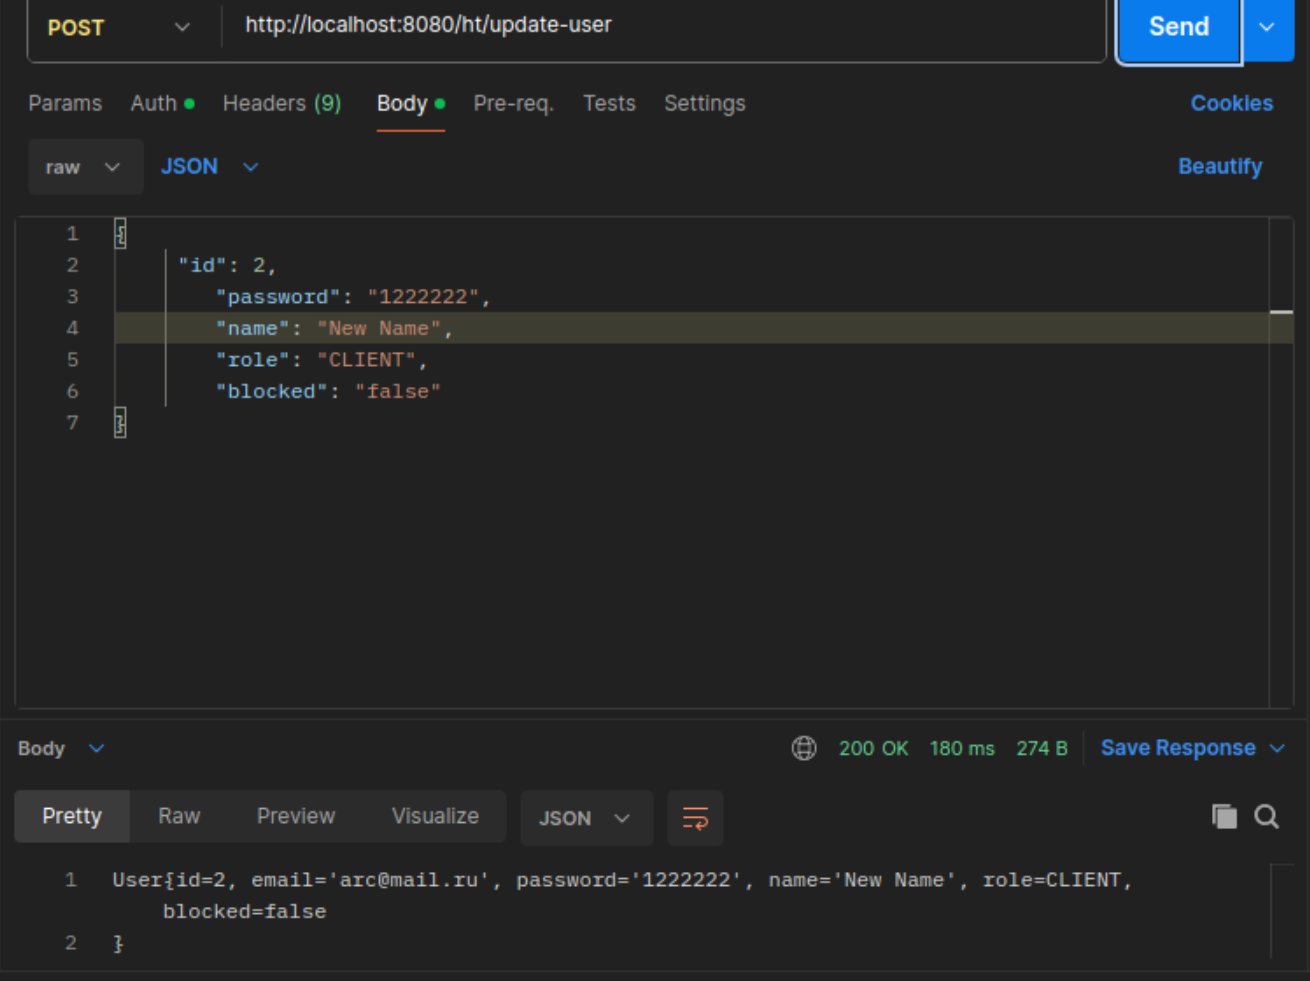 POST http://localhost:8080/ht/update-user Send
Params Auth Headers (9) Body Pre-req. Tests Settings Cookies
raw JSON Beautify
1 {
2 "id": 2,
3 "password": "1222222",
4 "name": "New Name",
5 "role": "CLIENT",
6 "blocked": "false"
7 }
Body 200 OK 180 ms 274 B Save Response
Pretty Raw Preview Visualize JSON
1 User{id=2, email='arc@mail.ru', password='1222222', name='New Name', role=CLIENT,
blocked=false
2 }